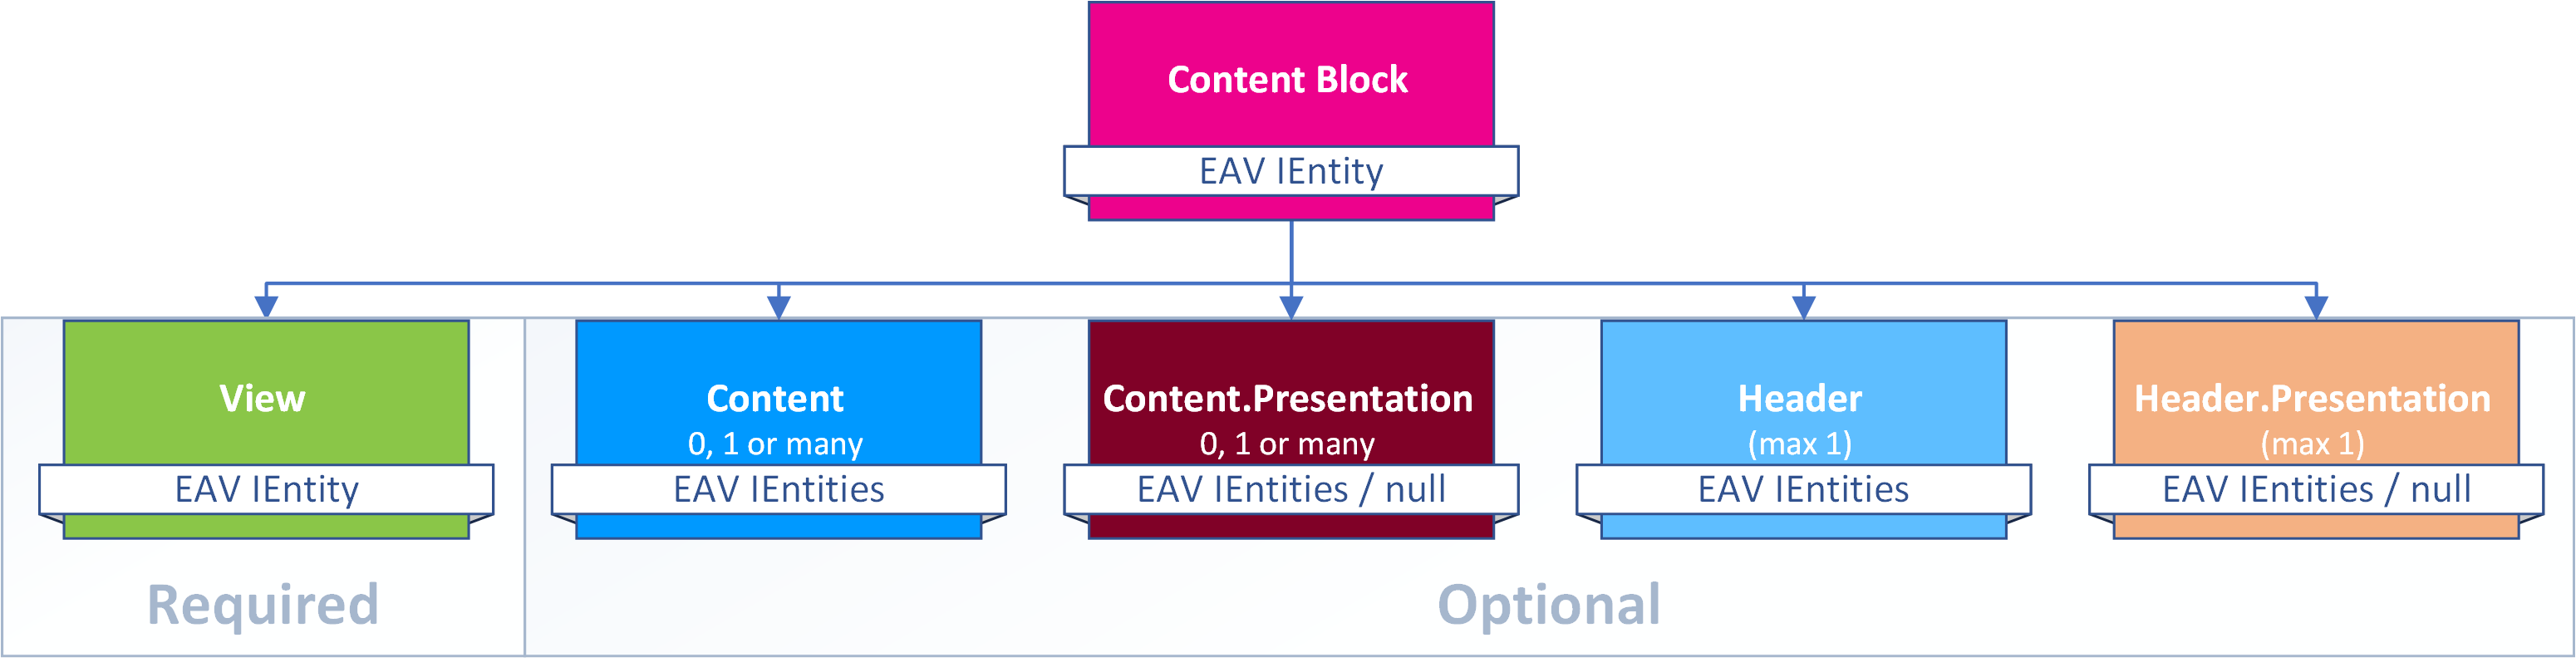 Content Block
EAV IEntity
View
EAV IEntity
Content
0, 1 or many
EAV IEntities
Content.Presentation
0, 1 or many
EAV IEntities / null
Header
(max 1)
EAV IEntities
Header.Presentation
(max 1)
EAV IEntities / null
Required
Optional